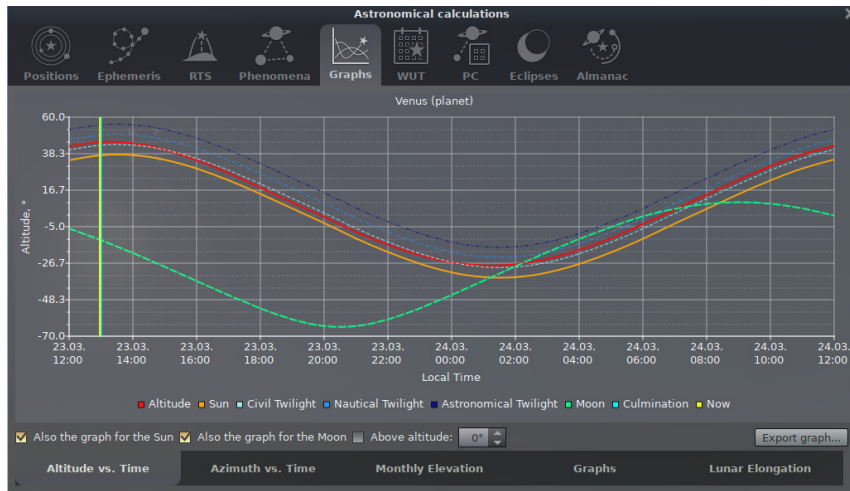 Astronomical calculations
Positions Ephemeris RTS Phenomena Graphs WUT PC Eclipses Almanac
Venus (planet)
60.0
38.3
16.7
-5.0
-26.7
-48.3
-70.0
Altitude, °
23.03. 23.03. 23.03. 23.03. 23.03. 23.03. 24.03. 24.03. 24.03. 24.03. 24.03. 24.03. 24.03.
12:00 14:00 16:00 18:00 20:00 22:00 00:00 02:00 04:00 06:00 08:00 10:00 12:00
Local Time
Altitude Sun Civil Twilight Nautical Twilight Astronomical Twilight Moon Culmination Now
Also the graph for the Sun Also the graph for the Moon Above altitude: 0° Export graph...
Altitude vs. Time Azimuth vs. Time Monthly Elevation Graphs Lunar Elongation